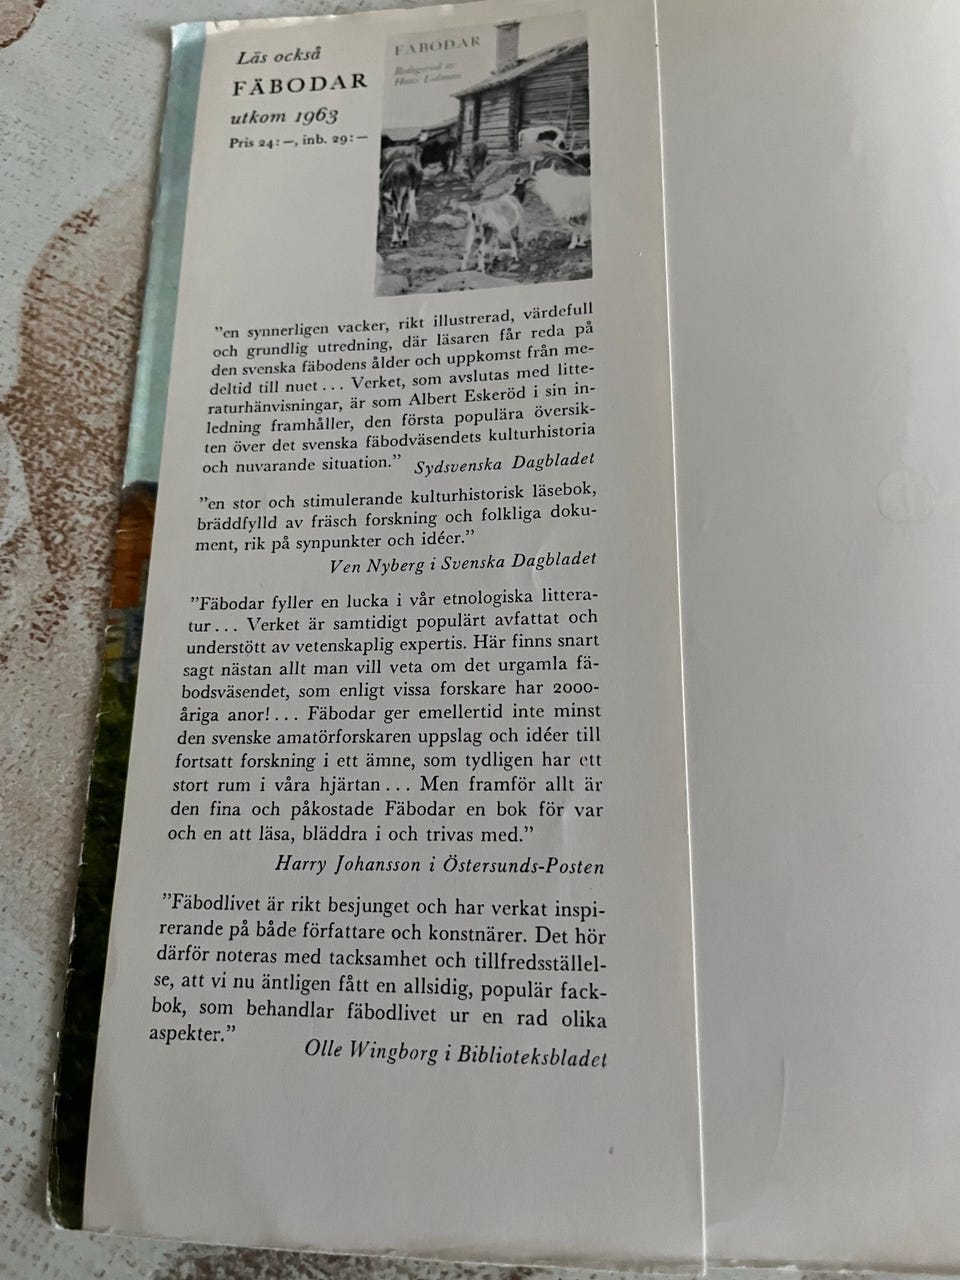 Läs också
FÄBODAR
utkom 1963
Pris 24:—, inb. 29:—
FÄBODAR
Redigerad av
Hans Lidman
”en synnerligen vacker, rikt illustrerad, värdefull
och grundlig utredning, där läsaren får reda på
den svenska fäbodens ålder och uppkomst från me-
deltid till nuet... Verket, som avslutas med litte-
raturhänvisningar, är som Albert Eskeröd i sin in-
ledning framhåller, den första populära översik-
ten över det svenska fäbodväsendets kulturhistoria
och nuvarande situation.” Sydsvenska Dagbladet
”en stor och stimulerande kulturhistorisk läsebok,
bräddfylld av fräsch forskning och folkliga doku-
ment, rik på synpunkter och idéer.”
Ven Nyberg i Svenska Dagbladet
”Fäbodar fyller en lucka i vår etnologiska littera-
tur... Verket är samtidigt populärt avfattat och
understött av vetenskaplig expertis. Här finns snart
sagt nästan allt man vill veta om det urgamla fä-
bodsväsendet, som enligt vissa forskare har 2000-
åriga anor!... Fäbodar ger emellertid inte minst
den svenske amatörforskaren uppslag och idéer till
fortsatt forskning i ett ämne, som tydligen har ett
stort rum i våra hjärtan... Men framför allt är
den fina och påkostade Fäbodar en bok för var
och en att läsa, bläddra i och trivas med.”
Harry Johansson i Östersunds-Posten
”Fäbodlivet är rikt besjunget och har verkat inspi-
rerande på både författare och konstnärer. Det hör
därför noteras med tacksamhet och tillfredsställel-
se, att vi nu äntligen fått en allsidig, populär fack-
bok, som behandlar fäbodlivet ur en rad olika
aspekter.”
Olle Wingborg i Biblioteksbladet